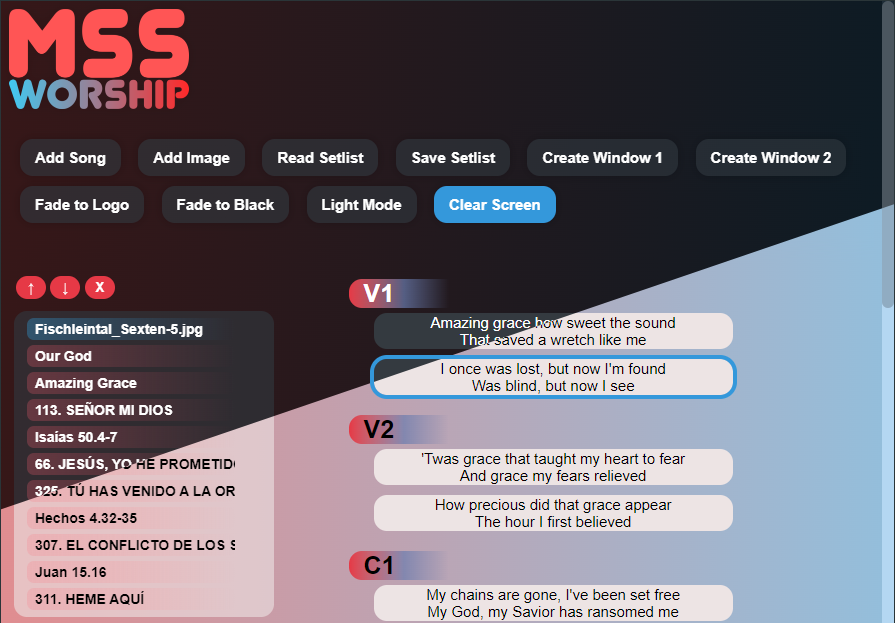 MSS
WORSHIP
Add Song
Add Image
Read Setlist
Save Setlist
Create Window 1
Create Window 2
Fade to Logo
Fade to Black
Light Mode
Clear Screen
↑
↓
X
Fischleintal_Sexten-5.jpg
Our God
Amazing Grace
113. SEÑOR MI DIOS
Isaías 50.4-7
66. JESÚS, YO HE PROMETID
325. TÚ HAS VENIDO A LA OR
Hechos 4.32-35
307. EL CONFLICTO DE LOS S
Juan 15.16
311. HEME AQUÍ
V1
Amazing grace how sweet the sound
That saved a wretch like me
I once was lost, but now I'm found
Was blind, but now I see
V2
'Twas grace that taught my heart to fear
And grace my fears relieved
How precious did that grace appear
The hour I first believed
C1
My chains are gone, I've been set free
My God, my Savior has ransomed me